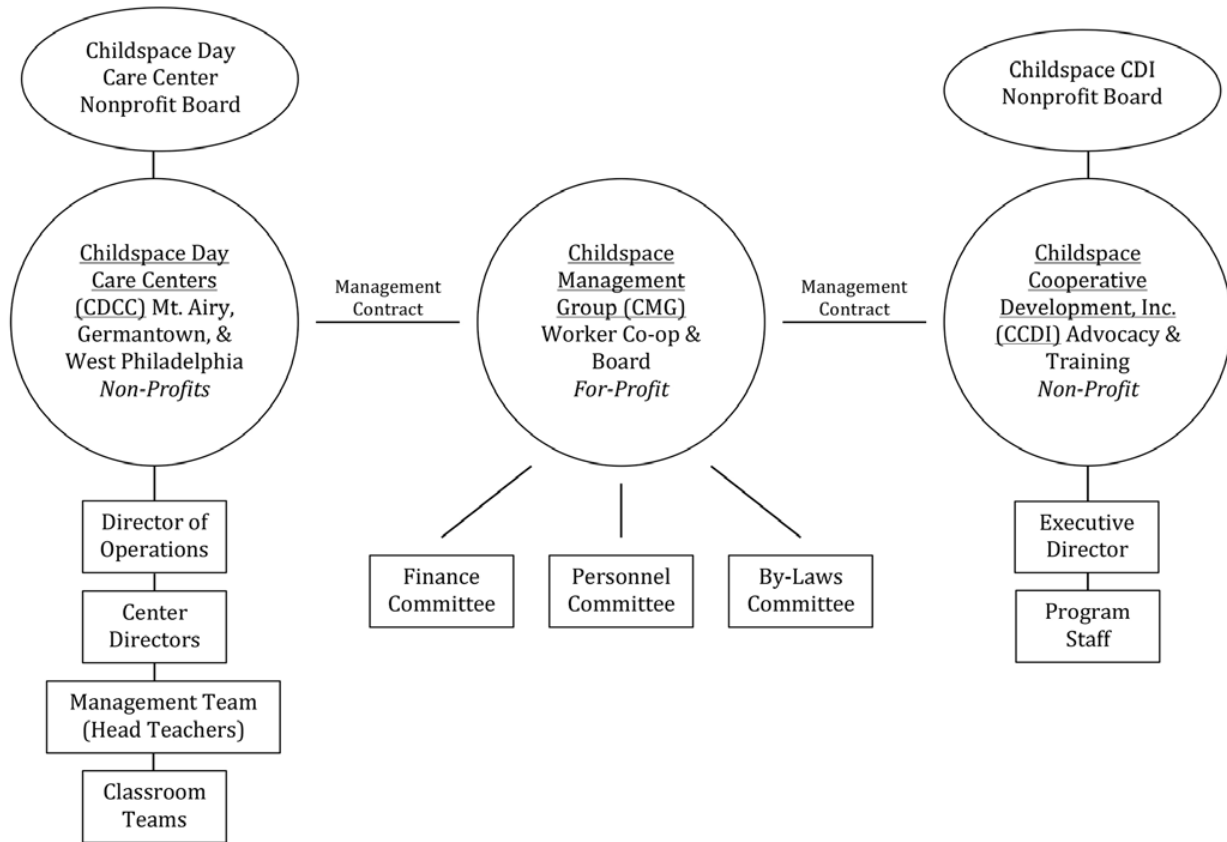 Childspace Day
Care Center
Nonprofit Board
Childspace CDI
Nonprofit Board
Childspace Day
Care Centers
(CDCC) Mt. Airy,
Germantown, &
West Philadelphia
Non-Profits
Management
Contract
Childspace
Management
Group (CMG)
Worker Co-op &
Board
For-Profit
Management
Contract
Childspace
Cooperative
Development, Inc.
(CCDI) Advocacy &
Training
Non-Profit
Director of
Operations
Center
Directors
Management Team
(Head Teachers)
Classroom
Teams
Finance
Committee
Personnel
Committee
By-Laws
Committee
Executive
Director
Program
Staff